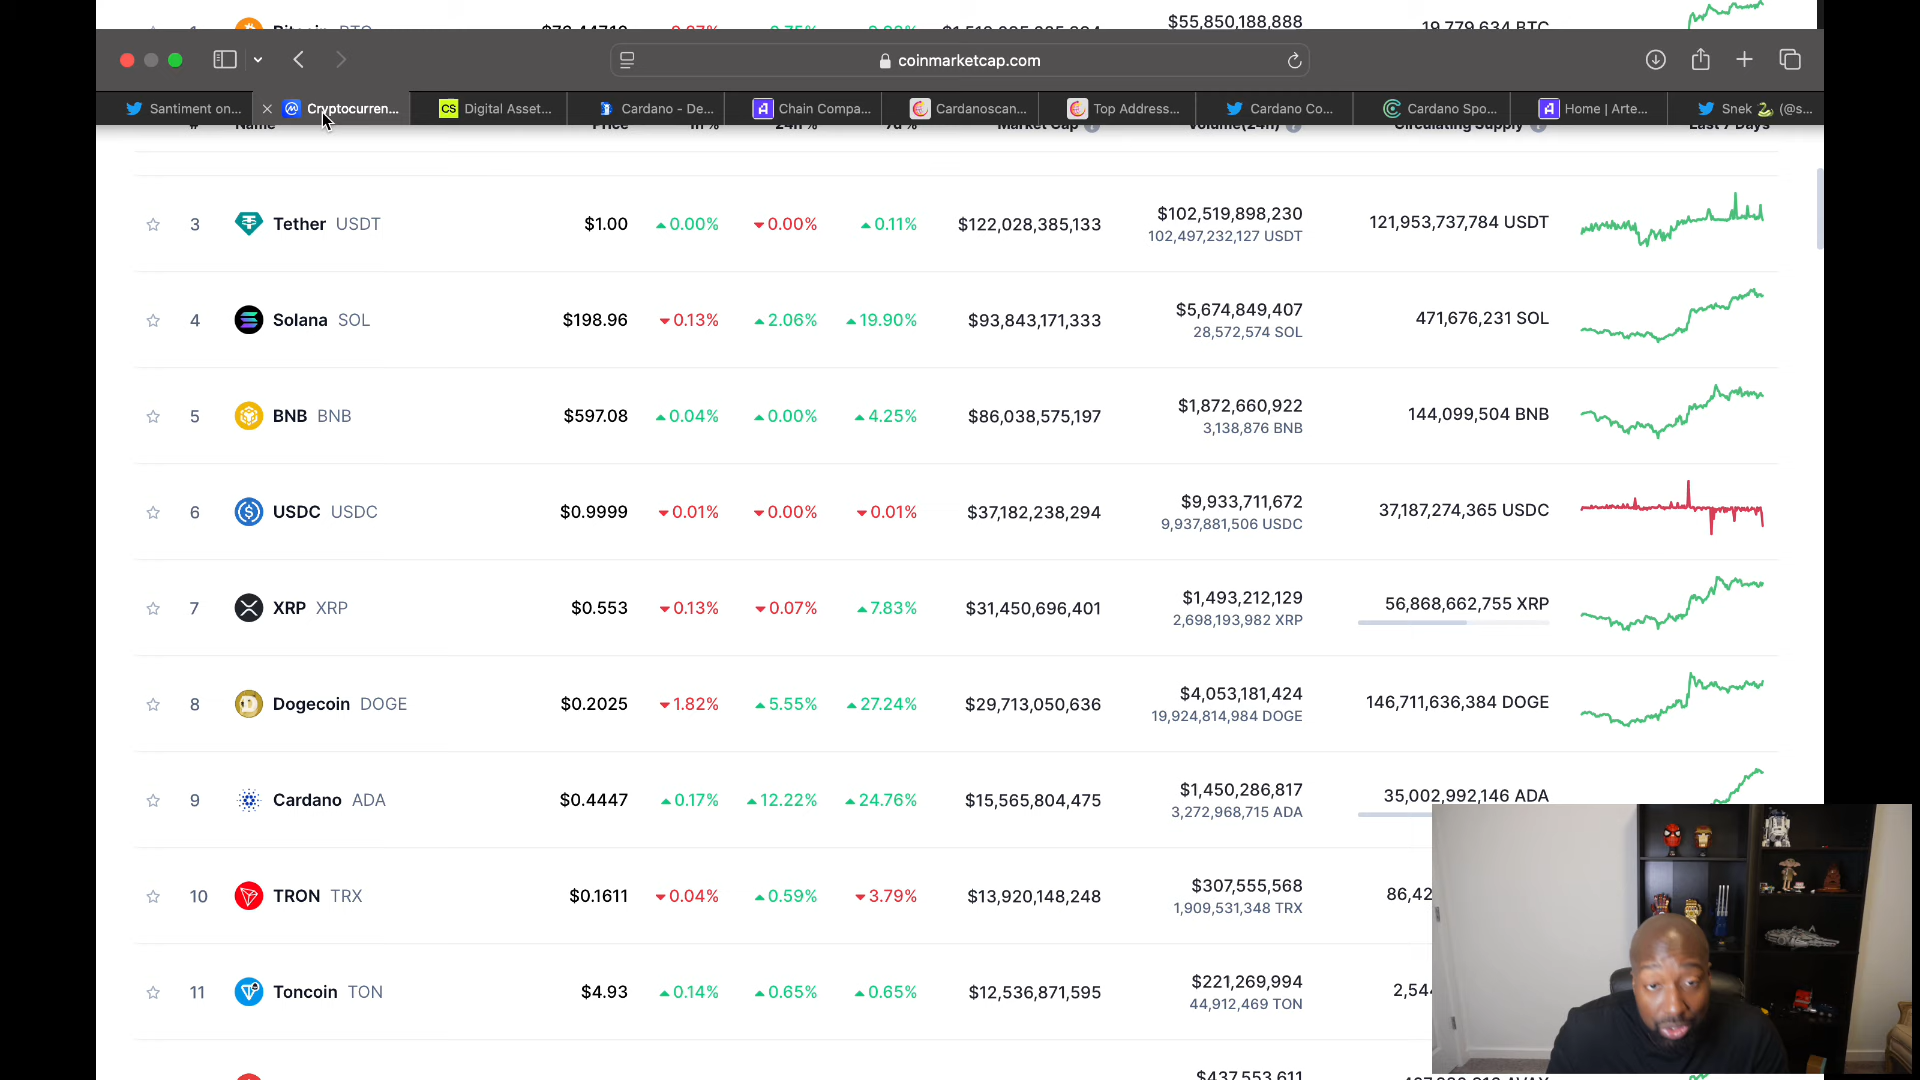 $55,850,188,888
coinmarketcap.com
Santiment on...
Cryptocurren...
CS Digital Asset...
Cardano - De...
Chain Compa...
Cardanoscan...
Top Address...
Cardano Co...
Cardano Spo...
Home | Arte...
Snek 🐍 (@s...
3 Tether USDT $1.00 0.00% 0.00% 0.11% $122,028,385,133 $102,519,898,230 121,953,737,784 USDT
102,497,232,127 USDT
4 Solana SOL $198.96 0.13% 2.06% 19.90% $93,843,171,333 $5,674,849,407 471,676,231 SOL
28,572,574 SOL
5 BNB BNB $597.08 0.04% 0.00% 4.25% $86,038,575,197 $1,872,660,922 144,099,504 BNB
3,138,876 BNB
6 USDC USDC $0.9999 0.01% 0.00% 0.01% $37,182,238,294 $9,933,711,672 37,187,274,365 USDC
9,937,881,506 USDC
7 XRP XRP $0.553 0.13% 0.07% 7.83% $31,450,696,401 $1,493,212,129 56,868,662,755 XRP
2,698,193,982 XRP
8 Dogecoin DOGE $0.2025 1.82% 5.55% 27.24% $29,713,050,636 $4,053,181,424 146,711,636,384 DOGE
19,924,814,984 DOGE
9 Cardano ADA $0.4447 0.17% 12.22% 24.76% $15,565,804,475 $1,450,286,817 35,002,992,146 ADA
3,272,968,715 ADA
10 TRON TRX $0.1611 0.04% 0.59% 3.79% $13,920,148,248 $307,555,568 86,42
1,909,531,348 TRX
11 Toncoin TON $4.93 0.14% 0.65% 0.65% $12,536,871,595 $221,269,994 2,54
44,912,469 TON
$437,553,611